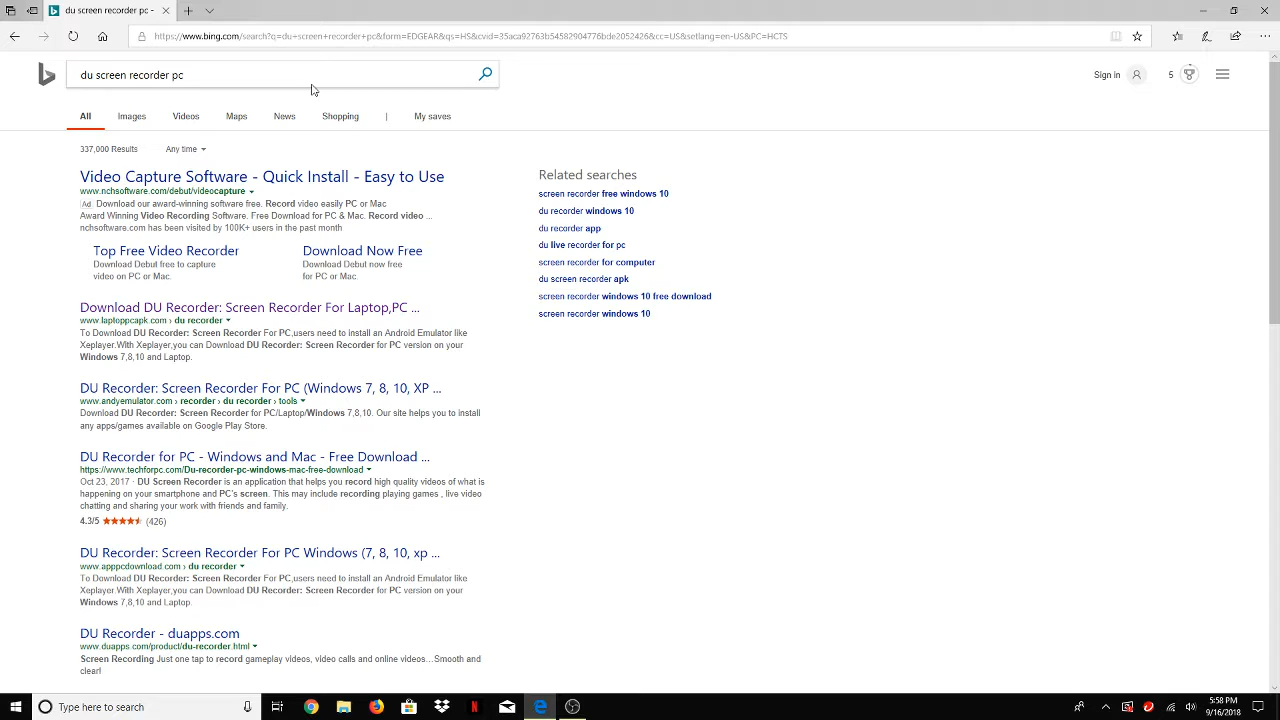 du screen recorder pc -
https://www.bing.com/search?q=du+screen+recorder+pc&form=EDGEAR&qs=HS&cvid=35aca92763b54582904776bde2052426&cc=US&setlang=en-US&PC=HCTS
du screen recorder pc
Sign in
5
All Images Videos Maps News Shopping | My saves
337,000 Results Any time
Video Capture Software - Quick Install - Easy to Use
www.nchsoftware.com/debut/videocapture
Ad Download our award-winning software free. Record video easily PC or Mac
Award Winning Video Recording Software. Free Download for PC & Mac. Record video ...
nchsoftware.com has been visited by 100K+ users in the past month
Top Free Video Recorder
Download Debut free to capture
video on PC or Mac.
Download Now Free
Download Debut now free
for PC or Mac.
Download DU Recorder: Screen Recorder For Laptop,PC ...
www.laptoppcapk.com › du recorder
To Download DU Recorder: Screen Recorder For PC,users need to install an Android Emulator like
Xeplayer.With Xeplayer,you can Download DU Recorder: Screen Recorder for PC version on your
Windows 7,8,10 and Laptop.
DU Recorder: Screen Recorder For PC (Windows 7, 8, 10, XP ...
www.andyemulator.com › recorder › du recorder › tools
Download DU Recorder: Screen Recorder for PC/Laptop/Windows 7,8,10. Our site helps you to install
any apps/games available on Google Play Store.
DU Recorder for PC - Windows and Mac - Free Download ...
https://www.techforpc.com/Du-recorder-pc-windows-mac-free-download
Oct 23, 2017 · DU Screen Recorder is an application that helps you record high quality videos of what is
happening on your smartphone and PC's screen. This may include recording playing games , live video
chatting and sharing your work with friends and family.
4.3/5 (426)
DU Recorder: Screen Recorder For PC Windows (7, 8, 10, xp ...
www.apppcdownload.com › du recorder
To Download DU Recorder: Screen Recorder For PC,users need to install an Android Emulator like
Xeplayer.With Xeplayer,you can Download DU Recorder: Screen Recorder for PC version on your
Windows 7,8,10 and Laptop.
DU Recorder - duapps.com
www.duapps.com/product/du-recorder.html
Screen Recording Just one tap to record gameplay videos, video calls and online videos…Smooth and
clear!
Related searches
screen recorder free windows 10
du recorder windows 10
du recorder app
du live recorder for pc
screen recorder for computer
du screen recorder apk
screen recorder windows 10 free download
screen recorder windows 10
Type here to search
5:58 PM
9/16/2018